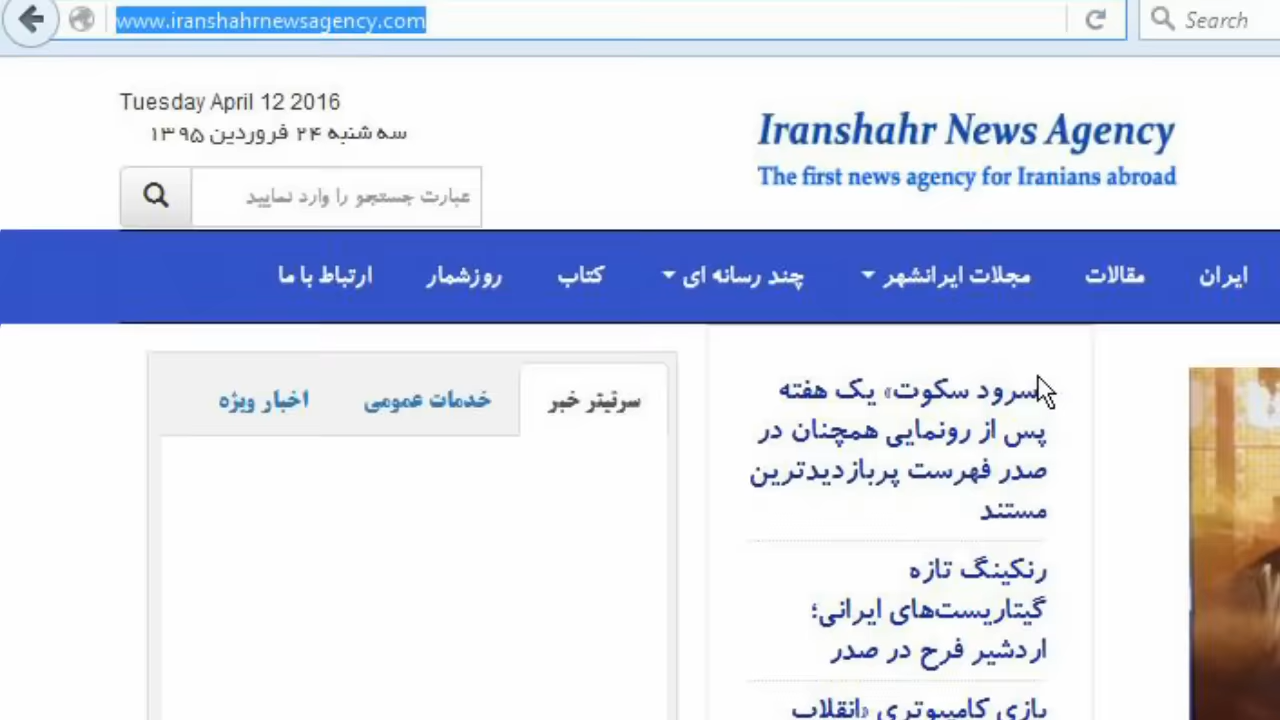 www.iranshahrnewsagency.com
Search
Tuesday April 12 2016
سه شنبه ۲۴ فروردین ۱۳۹۵
Iranshahr News Agency
The first news agency for Iranians abroad
عبارت جستجو را وارد نمایید
ایران مقالات مجلات ایرانشهر چند رسانه ای کتاب روزشمار ارتباط با ما
سرتیتر خبر خدمات عمومی اخبار ویژه
سرود سکوت» یک هفته
پس از رونمایی همچنان در
صدر فهرست پربازدیدترین
مستند
رنکینگ تازه
گیتاریست‌های ایرانی؛
اردشیر فرح در صدر
بازی کامپیوتری «انقلاب